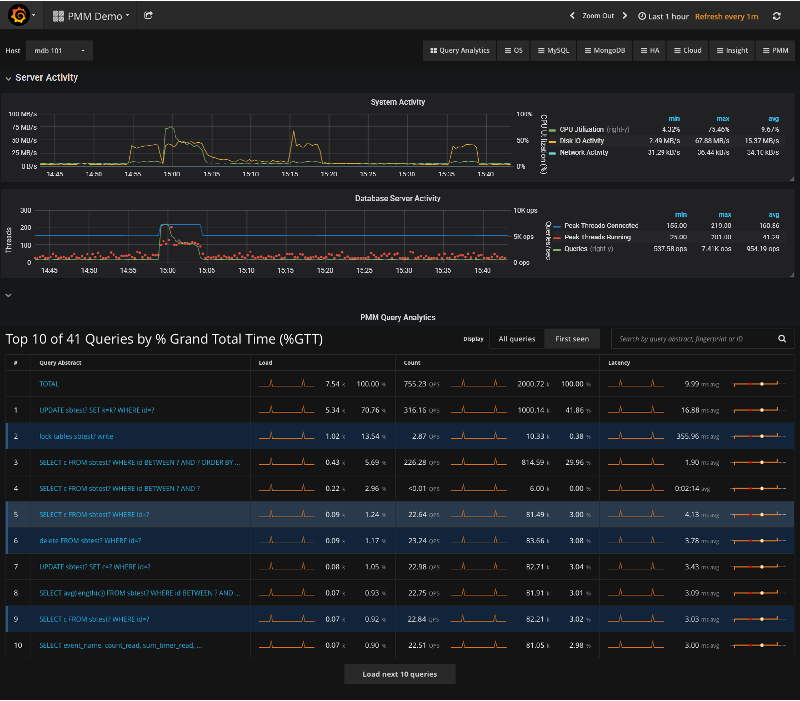 PMM Demo
Zoom Out
Last 1 hour
Refresh every 1m
Host
mdb 101
Query Analytics
OS
MySQL
MongoDB
HA
Cloud
Insight
PMM
Server Activity
System Activity
100 MB/s
75 MB/s
50 MB/s
25 MB/s
0 B/s
100%
50%
0%
CPU Utilization (%)
14:45 14:50 14:55 15:00 15:05 15:10 15:15 15:20 15:25 15:30 15:35 15:40
min max avg
CPU Utilization (right-y) 4.32% 75.46% 9.67%
Disk IO Activity 2.49 MB/s 67.88 MB/s 15.37 MB/s
Network Activity 31.29 kB/s 36.44 kB/s 34.10 kB/s
Database Server Activity
Threads
300
200
100
0
10K ops
5K ops
0 ops
Queries/sec
14:45 14:50 14:55 15:00 15:05 15:10 15:15 15:20 15:25 15:30 15:35 15:40
min max avg
Peak Threads Connected 155.00 219.00 160.86
Peak Threads Running 25.00 201.00 41.29
Queries (right-y) 537.58 ops 7.41K ops 954.19 ops
PMM Query Analytics
Top 10 of 41 Queries by % Grand Total Time (%GTT)
Display
All queries
First seen
Search by query abstract, fingerprint or ID
# Query Abstract Load Count Latency
TOTAL 7.54 k 100.00 % 755.23 QPS 2000.72 k 100.00 % 9.99 ms avg
1 UPDATE sbtest? SET k=k? WHERE id=? 5.34 k 70.76 % 316.16 QPS 1000.14 k 41.86 % 16.88 ms avg
2 lock tables sbtest? write 1.02 k 13.54 % 2.87 QPS 10.33 k 0.38 % 355.96 ms avg
3 SELECT c FROM sbtest? WHERE id BETWEEN ? AND ? ORDER BY ... 0.43 k 5.69 % 226.28 QPS 814.59 k 29.96 % 1.90 ms avg
4 SELECT c FROM sbtest? WHERE id BETWEEN ? AND ? 0.22 k 2.96 % <0.01 QPS 6.00 k 0.00 % 0:02:14 avg
5 SELECT c FROM sbtest? WHERE id=? 0.09 k 1.24 % 22.64 QPS 81.49 k 3.00 % 4.13 ms avg
6 delete FROM sbtest? WHERE id=? 0.09 k 1.17 % 23.24 QPS 83.66 k 3.08 % 3.78 ms avg
7 UPDATE sbtest? SET c=? WHERE id=? 0.08 k 1.05 % 22.98 QPS 82.71 k 3.04 % 3.43 ms avg
8 SELECT avg(length(c)) FROM sbtest? WHERE id BETWEEN ? AND ... 0.07 k 0.93 % 22.75 QPS 81.91 k 3.01 % 3.09 ms avg
9 SELECT c FROM sbtest? WHERE id=? 0.07 k 0.92 % 22.84 QPS 82.21 k 3.02 % 3.03 ms avg
10 SELECT event_name, count_read, sum_timer_read, ... 0.07 k 0.90 % 22.51 QPS 81.05 k 2.98 % 3.00 ms avg
Load next 10 queries